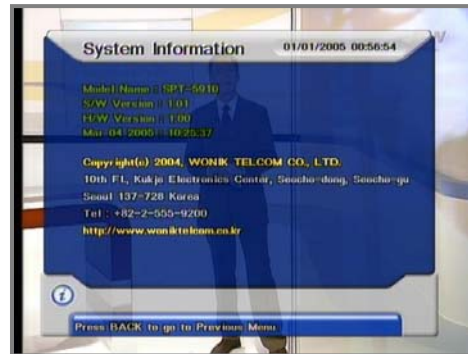 System Information
01/01/2005 00:56:54
Model Name : SPT-5910
S/W Version : 1.01
H/W Version : 1.00
Mar 04 2005 10:25:37
Copyright(c) 2004, WONIK TELCOM CO., LTD.
10th F.L, Kukje Electronics Center, Seocho-dong, Seocho-gu
Seoul 137-728 Korea
Tel : +82-2-555-9200
http://www.woniktelcom.co.kr
Press BACK to go to Previous Menu